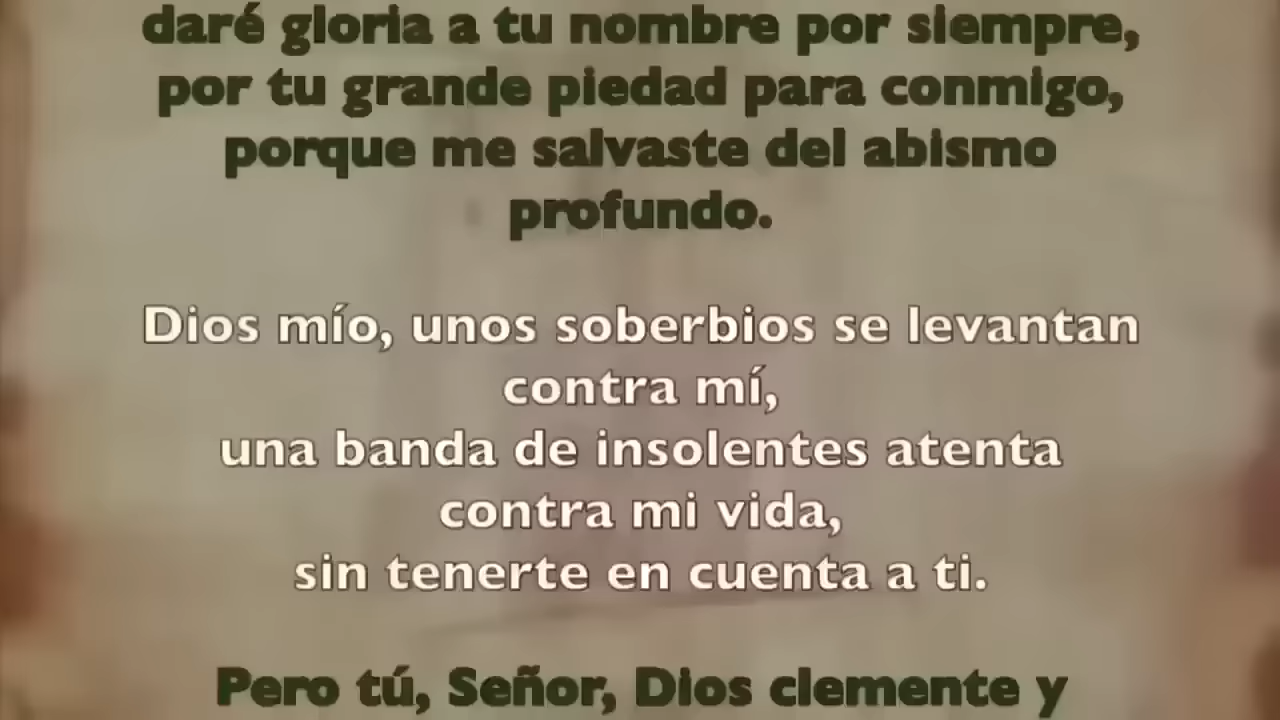 daré gloria a tu nombre por siempre,
por tu grande piedad para conmigo,
porque me salvaste del abismo
profundo.
Dios mío, unos soberbios se levantan
contra mí,
una banda de insolentes atenta
contra mi vida,
sin tenerte en cuenta a ti.
Pero tú, Señor, Dios clemente y